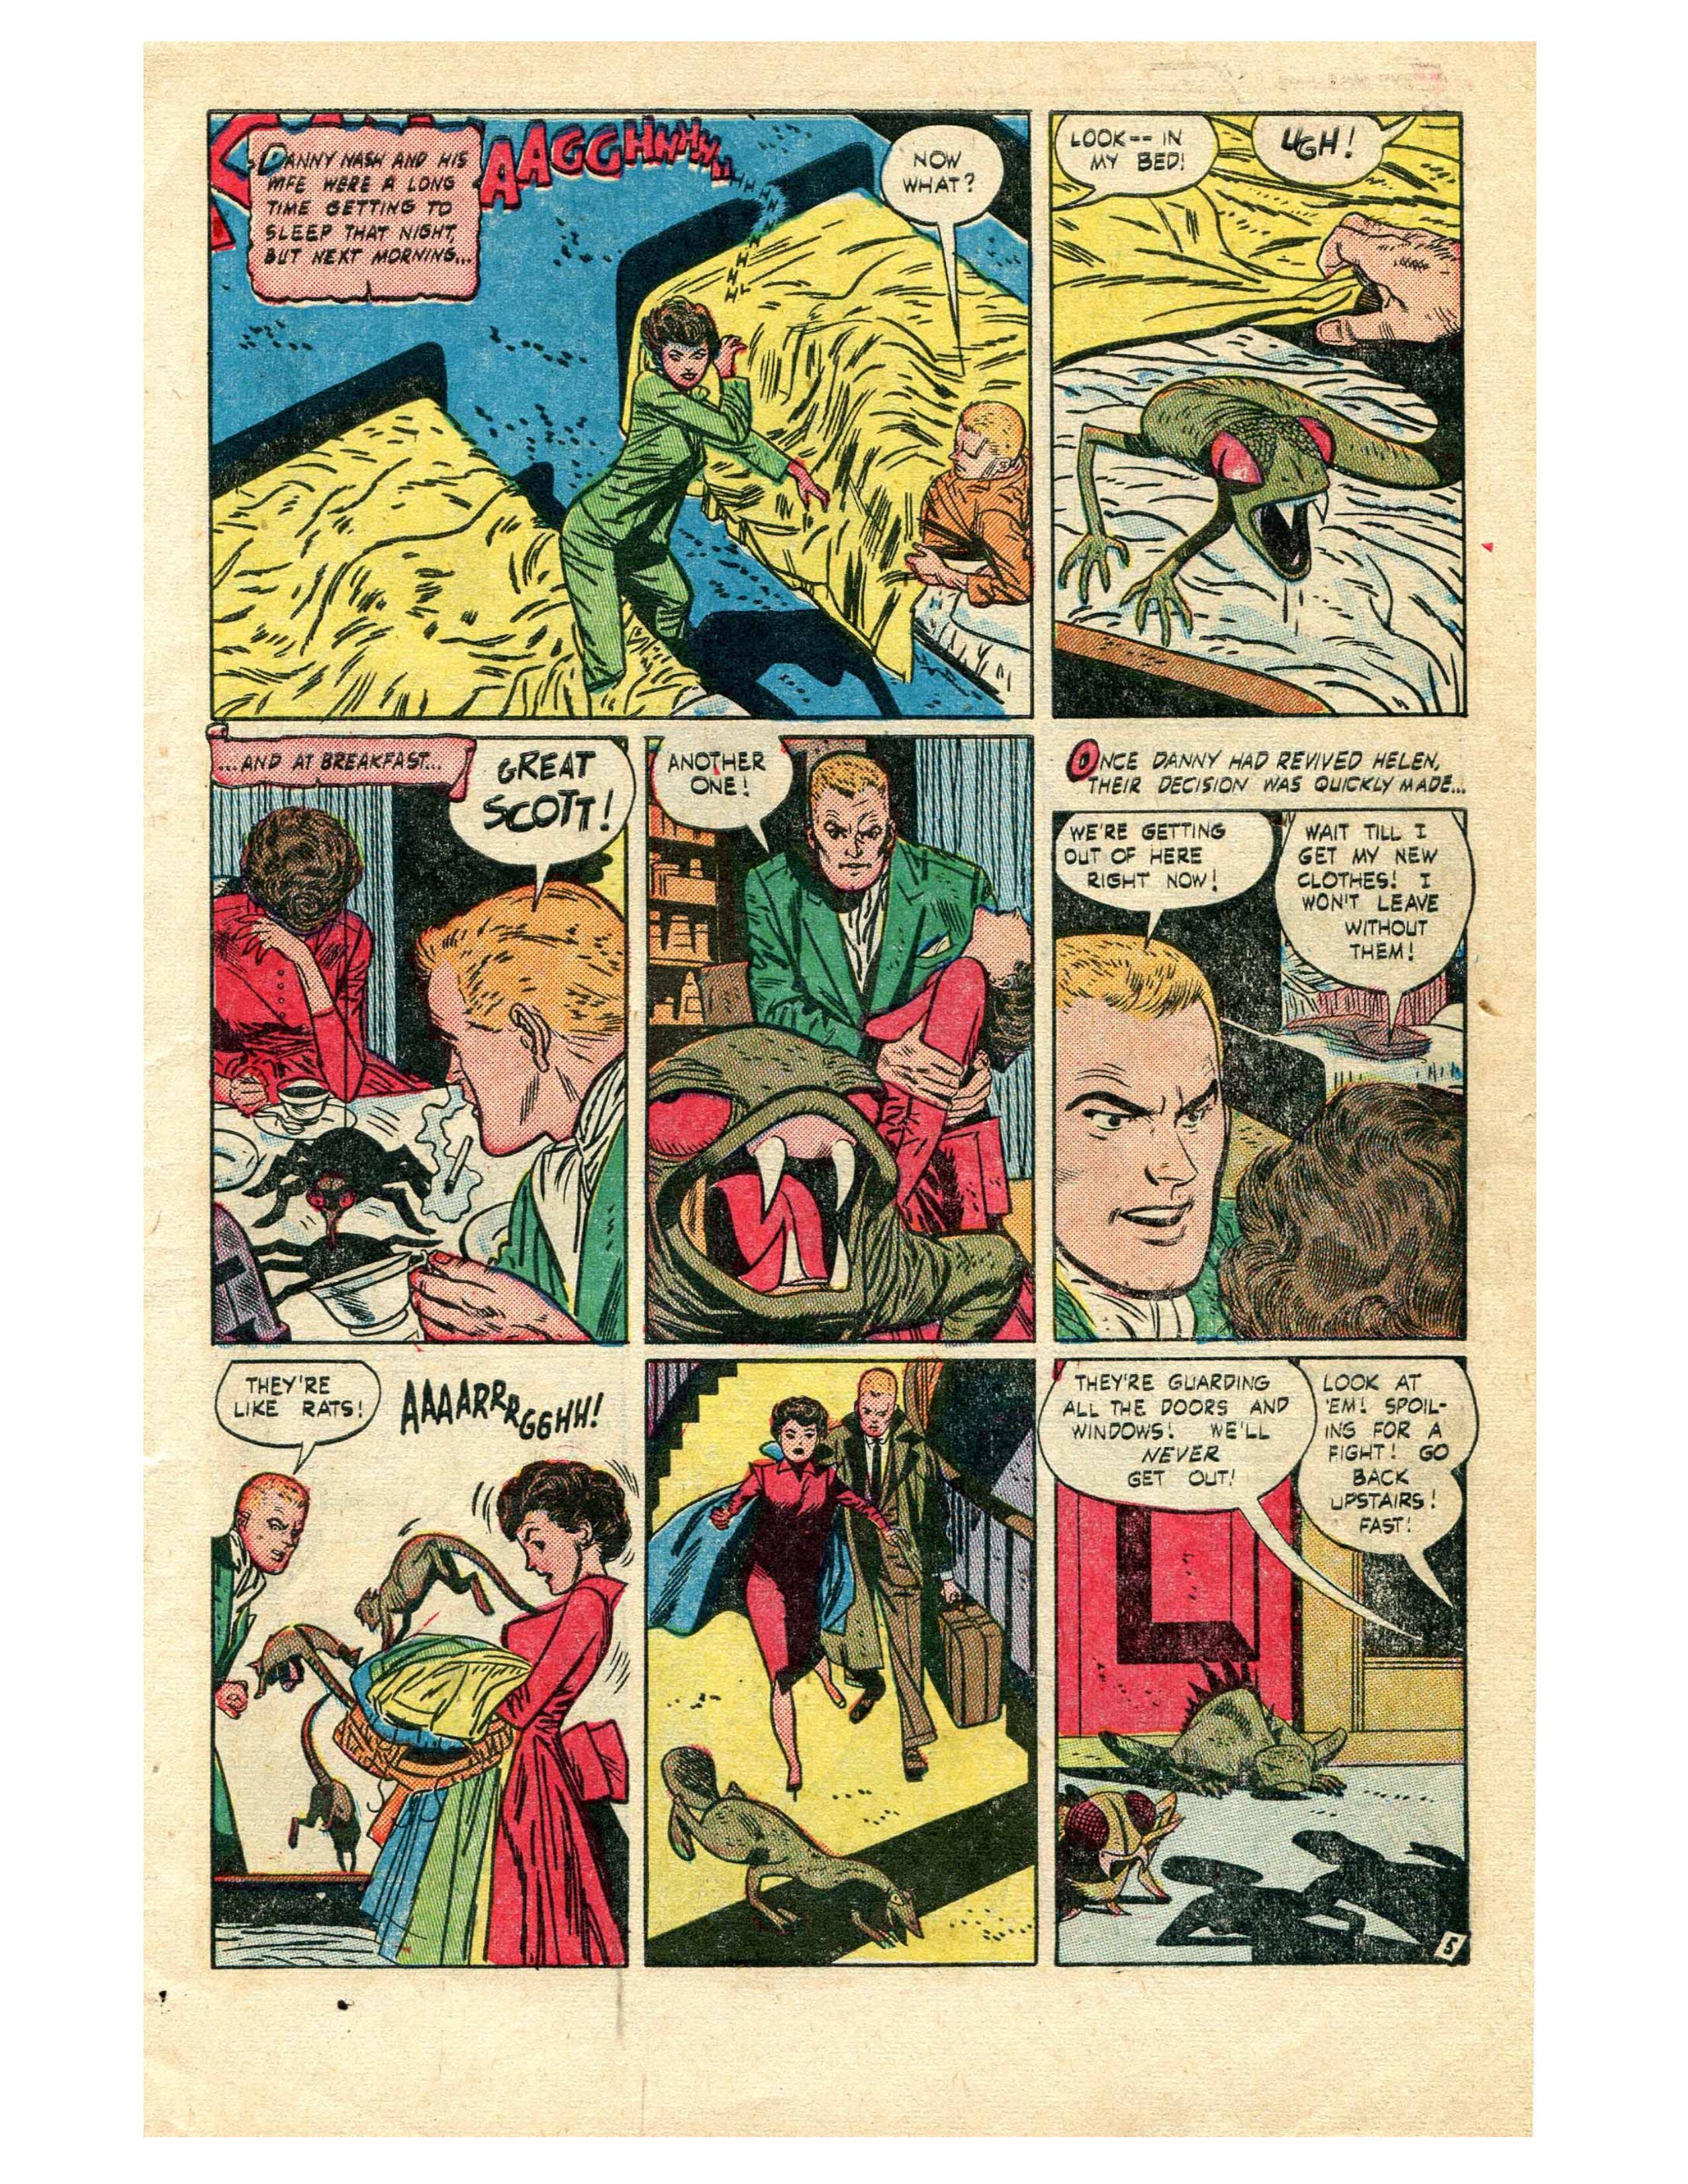 AAGGHHHHH
DANNY NASH AND HIS
WIFE WERE A LONG
TIME GETTING TO
SLEEP THAT NIGHT,
BUT NEXT MORNING...
NOW
WHAT?
LOOK-- IN
MY BED!
UGH!
...AND AT BREAKFAST...
GREAT
SCOTT!
ANOTHER
ONE!
ONCE DANNY HAD REVIVED HELEN,
THEIR DECISION WAS QUICKLY MADE...
WE'RE GETTING
OUT OF HERE
RIGHT NOW!
WAIT TILL I
GET MY NEW
CLOTHES! I
WON'T LEAVE
WITHOUT
THEM!
THEY'RE
LIKE RATS!
AAAARRRGGHH!
THEY'RE GUARDING
ALL THE DOORS AND
WINDOWS! WE'LL
NEVER
GET OUT!
LOOK AT
'EM! SPOIL-
ING FOR A
FIGHT! GO
BACK
UPSTAIRS!
FAST!
5